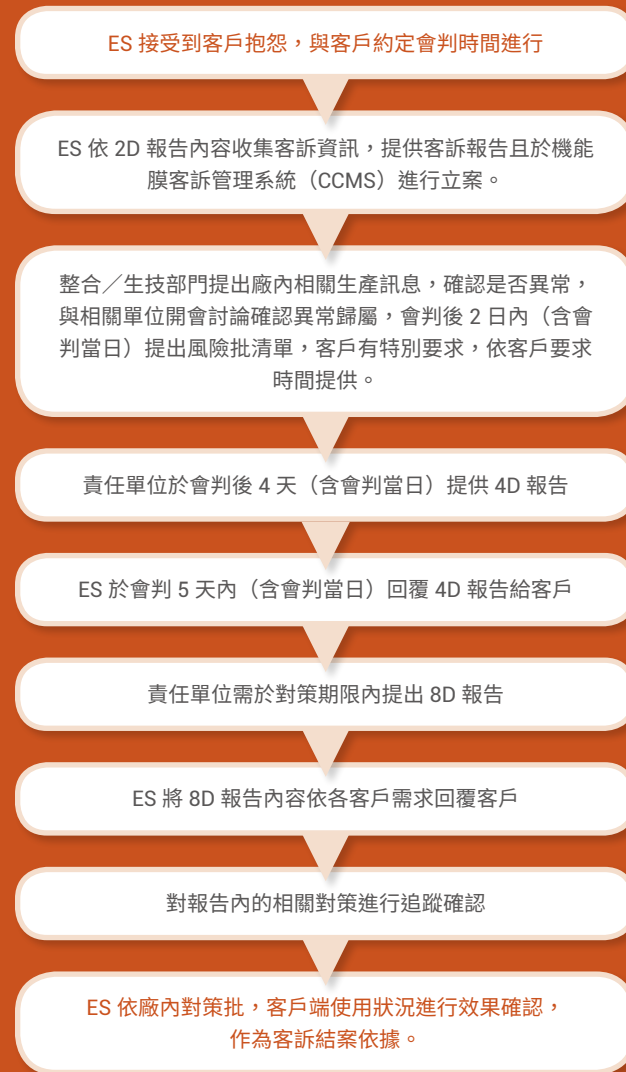 ES 接受到客戶抱怨，與客戶約定會判時間進行
ES 依 2D 報告內容收集客訴資訊，提供客訴報告且於機能
膜客訴管理系統（CCMS）進行立案。
整合／生技部門提出廠內相關生產訊息，確認是否異常，
與相關單位開會討論確認異常歸屬，會判後 2 日內（含會
判當日）提出風險批清單，客戶有特別要求，依客戶要求
時間提供。
責任單位於會判後 4 天（含會判當日）提供 4D 報告
ES 於會判 5 天內（含會判當日）回覆 4D 報告給客戶
責任單位需於對策期限內提出 8D 報告
ES 將 8D 報告內容依各客戶需求回覆客戶
對報告內的相關對策進行追蹤確認
ES 依廠內對策批，客戶端使用狀況進行效果確認，
作為客訴結案依據。